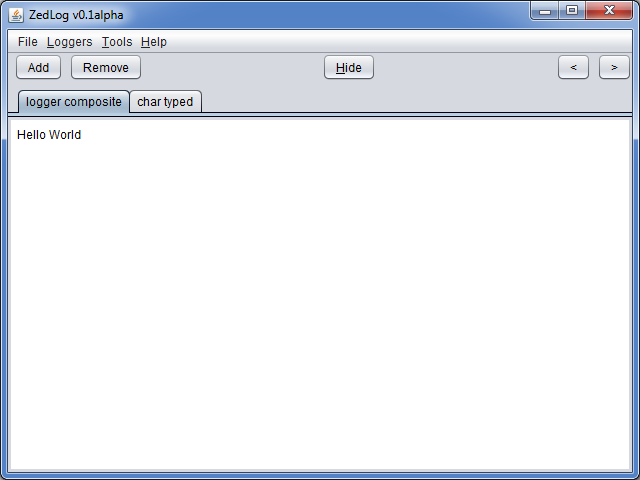 ZedLog v0.1alpha
File Loggers Tools Help
Add Remove Hide < >
logger composite char typed
Hello World